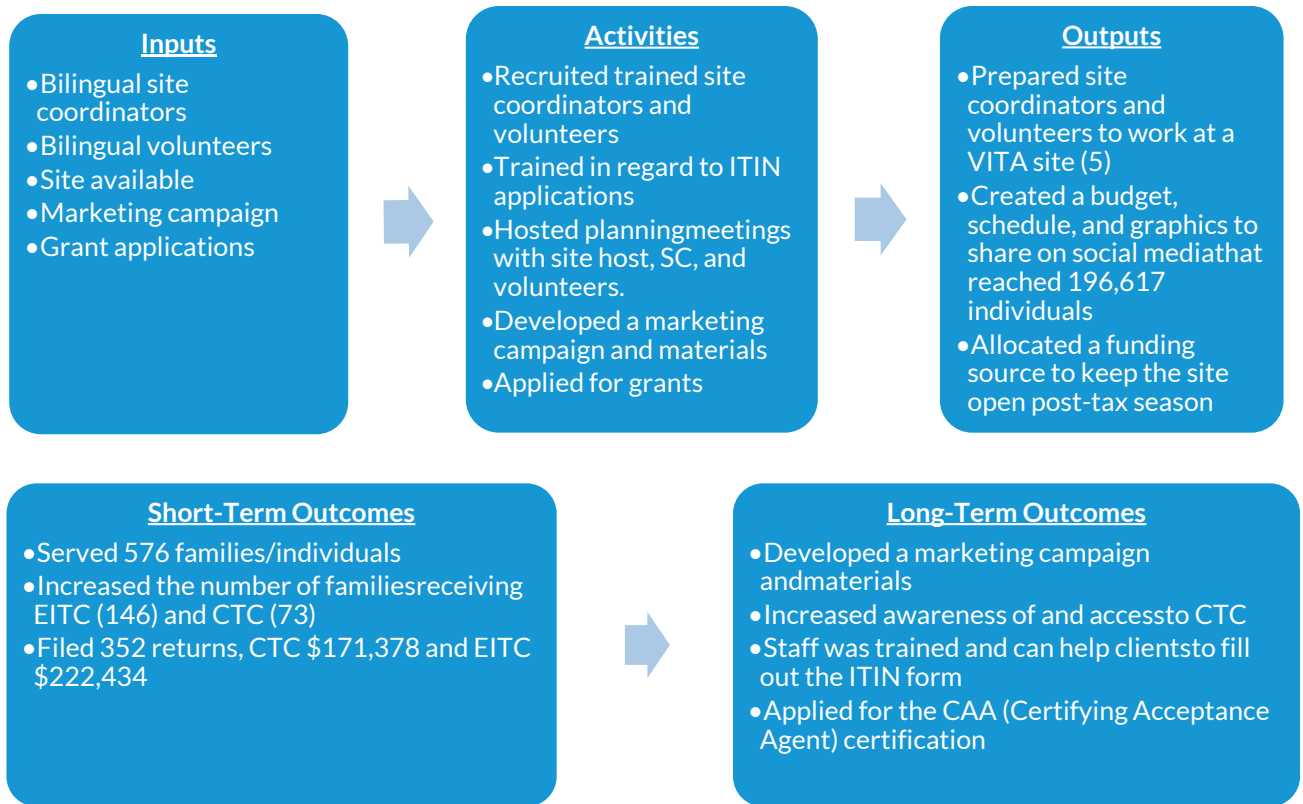 Inputs
•Bilingual site
coordinators
•Bilingual volunteers
•Site available
•Marketing campaign
•Grant applications
Activities
•Recruited trained site
coordinators and
volunteers
•Trained in regard to ITIN
applications
•Hosted planningmeetings
with site host, SC, and
volunteers.
•Developed a marketing
campaign and materials
•Applied for grants
Outputs
•Prepared site
coordinators and
volunteers to work at a
VITA site (5)
•Created a budget,
schedule, and graphics to
share on social mediathat
reached 196,617
individuals
•Allocated a funding
source to keep the site
open post-tax season
Short-Term Outcomes
•Served 576 families/individuals
•Increased the number of familiesreceiving
EITC (146) and CTC (73)
•Filed 352 returns, CTC $171,378 and EITC
$222,434
Long-Term Outcomes
•Developed a marketing campaign
andmaterials
•Increased awareness of and accessto CTC
•Staff was trained and can help clientsto fill
out the ITIN form
•Applied for the CAA (Certifying Acceptance
Agent) certification